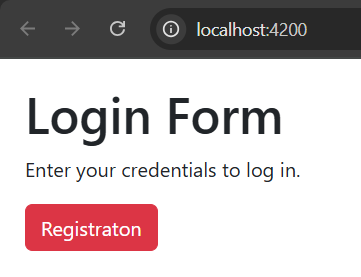 localhost:4200
Login Form
Enter your credentials to log in.
Registraton